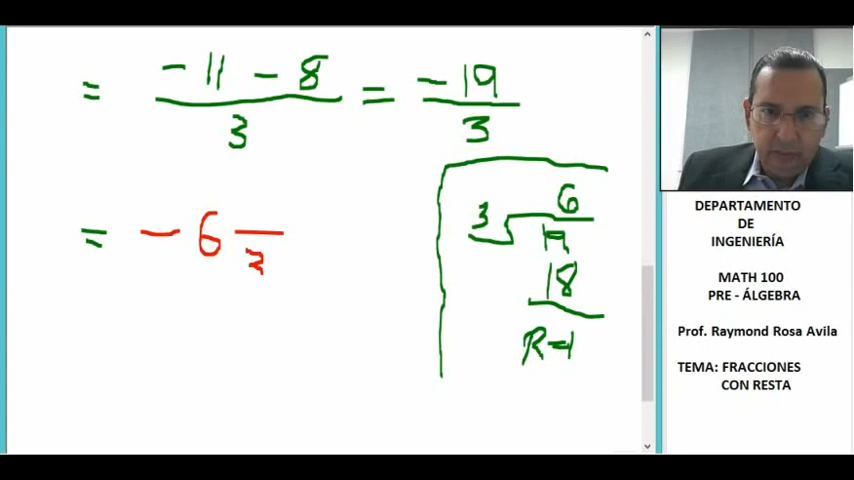 = -11 - 8 / 3 = -19 / 3
= - 6 — / 3
6
3 19
18
R=1
DEPARTAMENTO
DE
INGENIERÍA
MATH 100
PRE - ÁLGEBRA
Prof. Raymond Rosa Avila
TEMA: FRACCIONES
CON RESTA